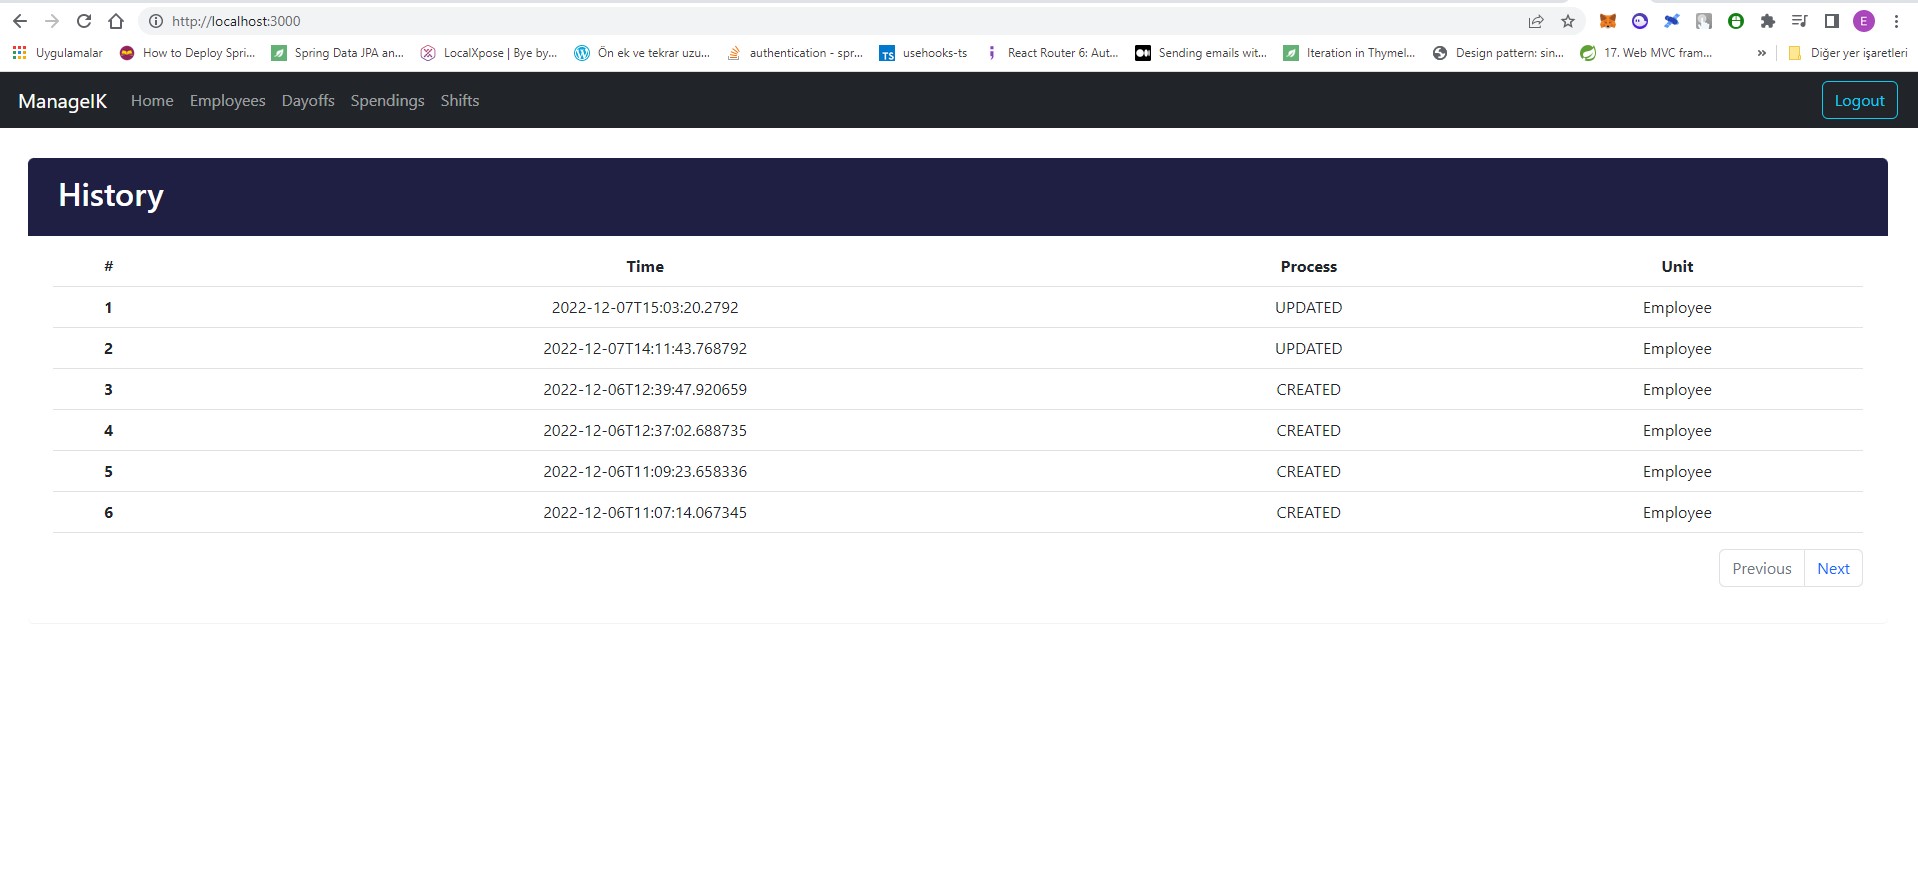 http://localhost:3000
Uygulamalar How to Deploy Spri... Spring Data JPA an... LocalXpose | Bye by... Ön ek ve tekrar uzu... authentication - spr... TS usehooks-ts React Router 6: Aut... Sending emails wit... Iteration in Thymel... Design pattern: sin... 17. Web MVC fram... » Diğer yer işaretleri
E
ManageIK Home Employees Dayoffs Spendings Shifts Logout
History
# Time Process Unit
1 2022-12-07T15:03:20.2792 UPDATED Employee
2 2022-12-07T14:11:43.768792 UPDATED Employee
3 2022-12-06T12:39:47.920659 CREATED Employee
4 2022-12-06T12:37:02.688735 CREATED Employee
5 2022-12-06T11:09:23.658336 CREATED Employee
6 2022-12-06T11:07:14.067345 CREATED Employee
Previous Next